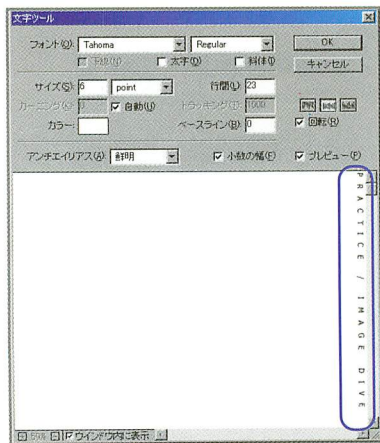 文字ツール
フォント(O): Tahoma Regular OK
下線(N) 太字(D) 斜体(I) キャンセル
サイズ(S): 6 point 行間(L): 23
カーニング(K): 0 自動(U) トラッキング(T): 1000
カラー: ベースライン(B): 0 回転(R)
アンチエイリアス(A): 鮮明 小数の幅(F) プレビュー(P)
PRACTICE / IMAGE DIVE
ウインドウ内に表示